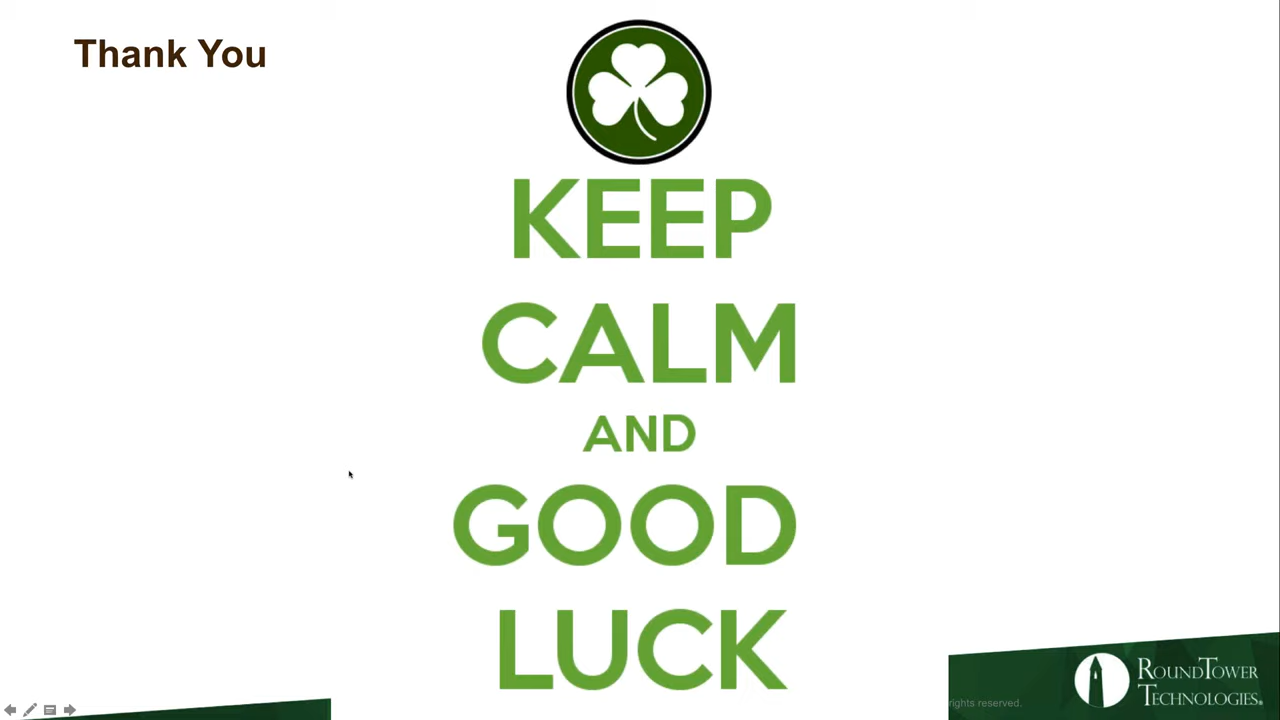 Thank You
KEEP
CALM
AND
GOOD
LUCK
rights reserved.
ROUNDTOWER
TECHNOLOGIES®